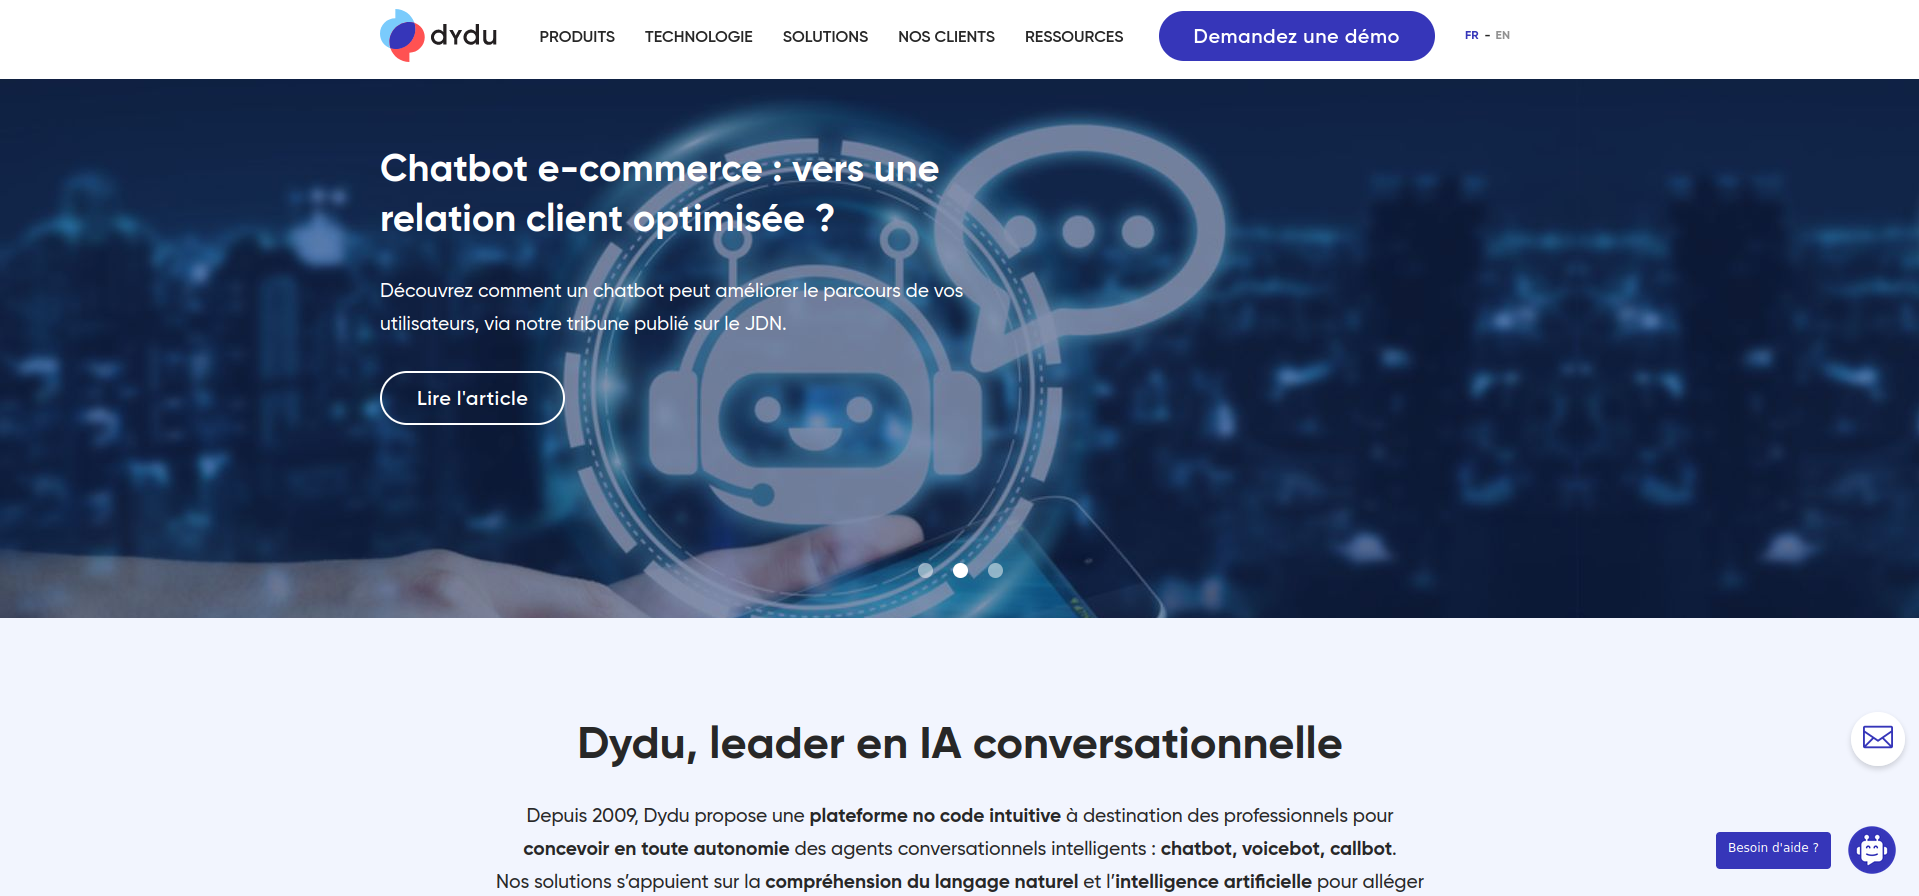 dydu
PRODUITS TECHNOLOGIE SOLUTIONS NOS CLIENTS RESSOURCES Demandez une démo FR - EN
Chatbot e-commerce : vers une
relation client optimisée ?
Découvrez comment un chatbot peut améliorer le parcours de vos
utilisateurs, via notre tribune publié sur le JDN.
Lire l'article
Dydu, leader en IA conversationnelle
Depuis 2009, Dydu propose une plateforme no code intuitive à destination des professionnels pour
concevoir en toute autonomie des agents conversationnels intelligents : chatbot, voicebot, callbot.
Nos solutions s’appuient sur la compréhension du langage naturel et l’intelligence artificielle pour alléger
Besoin d'aide ?